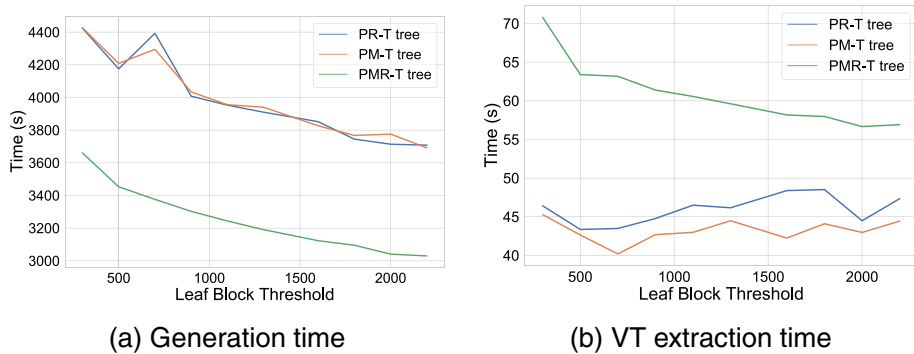 4400
4200
4000
3800
3600
3400
3200
3000
Time (s)
500
1000
1500
2000
Leaf Block Threshold
PR-T tree
PM-T tree
PMR-T tree
(a) Generation time
70
65
60
55
50
45
40
Time (s)
500
1000
1500
2000
Leaf Block Threshold
PR-T tree
PM-T tree
PMR-T tree
(b) VT extraction time